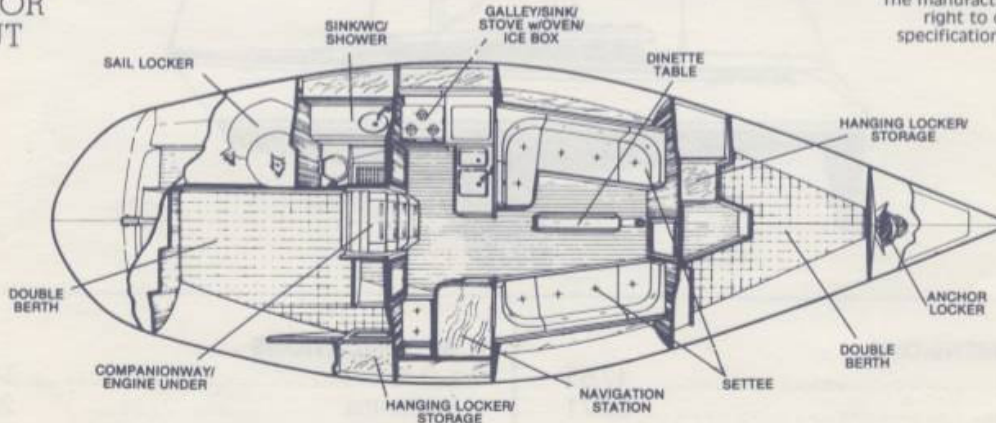 OR
UT
SAIL LOCKER
SINK/WC/
SHOWER
GALLEY/SINK/
STOVE w/OVEN/
ICE BOX
DINETTE
TABLE
right to
specification
HANGING LOCKER/
STORAGE
DOUBLE
BERTH
COMPANIONWAY/
ENGINE UNDER
HANGING LOCKER/
STORAGE
NAVIGATION
STATION
SETTEE
DOUBLE
BERTH
ANCHOR
LOCKER